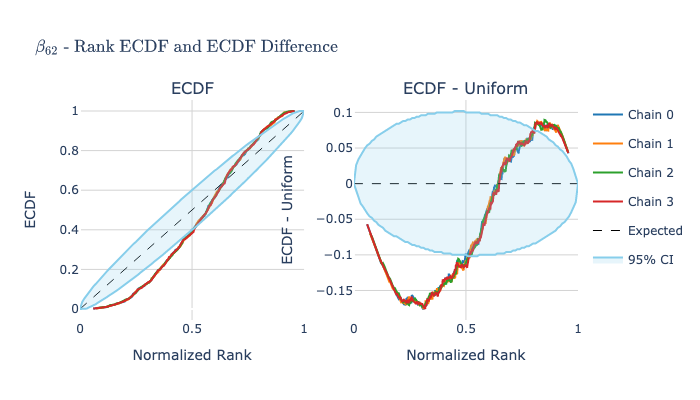 β₆₂ - Rank ECDF and ECDF Difference
ECDF
ECDF - Uniform
ECDF
1
0.8
0.6
0.4
0.2
0
0
0.5
1
Normalized Rank
ECDF - Uniform
0.1
0.05
0
−0.05
−0.1
−0.15
0
0.5
1
Normalized Rank
Chain 0
Chain 1
Chain 2
Chain 3
Expected
95% CI